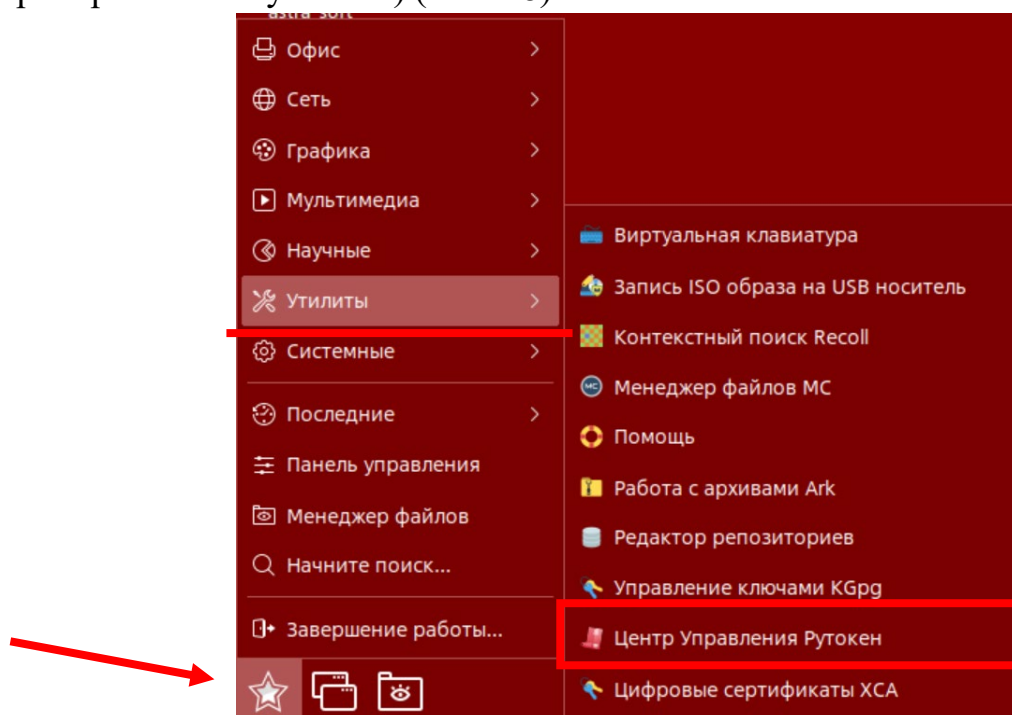 astra soft
Офис
Сеть
Графика
Мультимедиа
Научные
Утилиты
Системные
Последние
Панель управления
Менеджер файлов
Начните поиск...
Завершение работы...
Виртуальная клавиатура
Запись ISO образа на USB носитель
Контекстный поиск Recoll
Менеджер файлов MC
Помощь
Работа с архивами Ark
Редактор репозиториев
Управление ключами KGpg
Центр Управления Рутокен
Цифровые сертификаты XCA